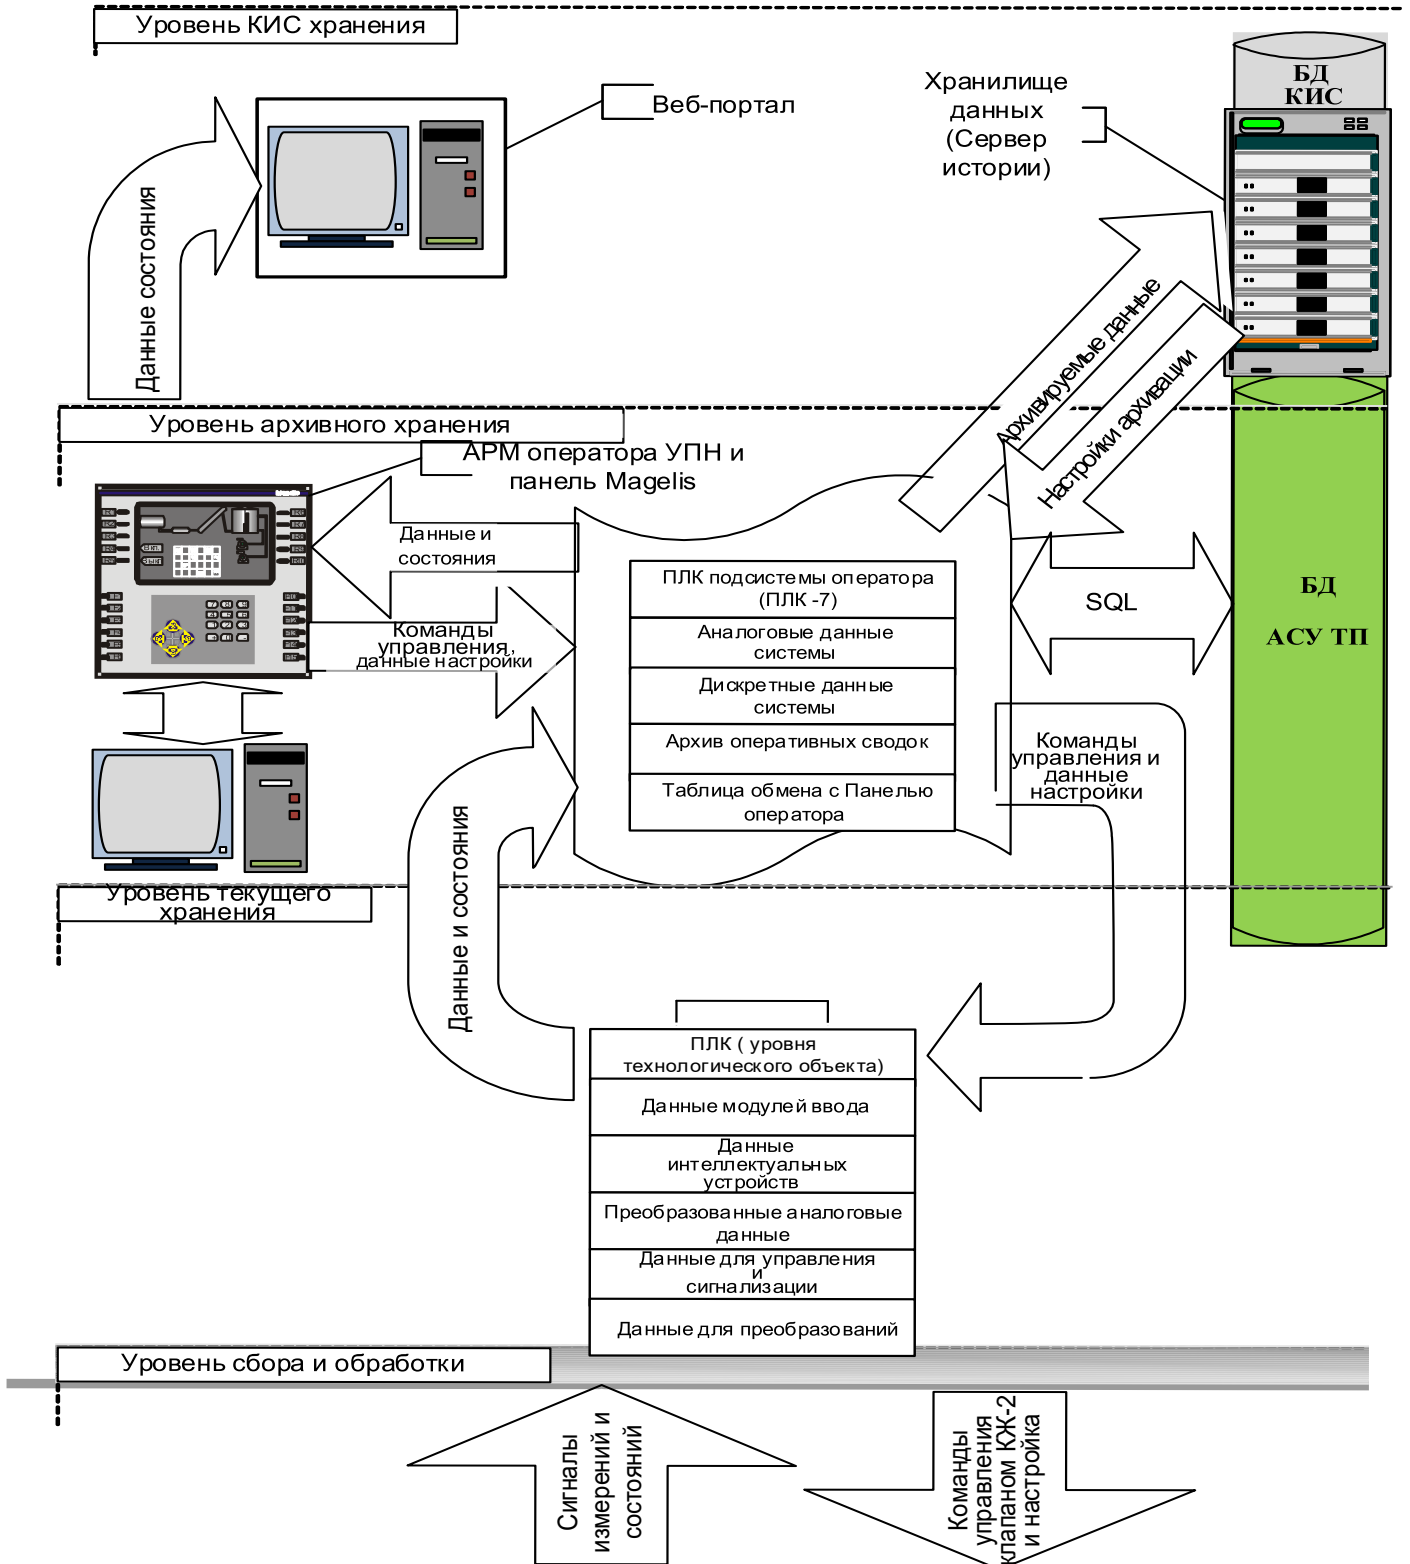 Уровень КИС хранения
БД
КИС
Хранилище
данных
(Сервер
истории)
Веб-портал
Данные состояния
Архивируемые данные
Настройки архивации
Уровень архивного хранения
АРМ оператора УПН и
панель Magelis
Данные и
состояния
Команды
управления,
данные настройки
ПЛК подсистемы оператора
(ПЛК -7)
Аналоговые данные
системы
Дискретные данные
системы
Архив оперативных сводок
Таблица обмена с Панелью
оператора
SQL
БД
АСУ ТП
Команды
управления и
данные
настройки
Данные и состояния
Уровень текущего
хранения
ПЛК ( уровня
технологического объекта)
Данные модулей ввода
Данные
интеллектуальных
устройств
Преобразованные аналоговые
данные
Данные для управления
и
сигнализации
Данные для преобразований
Уровень сбора и обработки
Сигналы
измерений и
состояний
Команды
управления
клапаном КЖ-2
и настройка